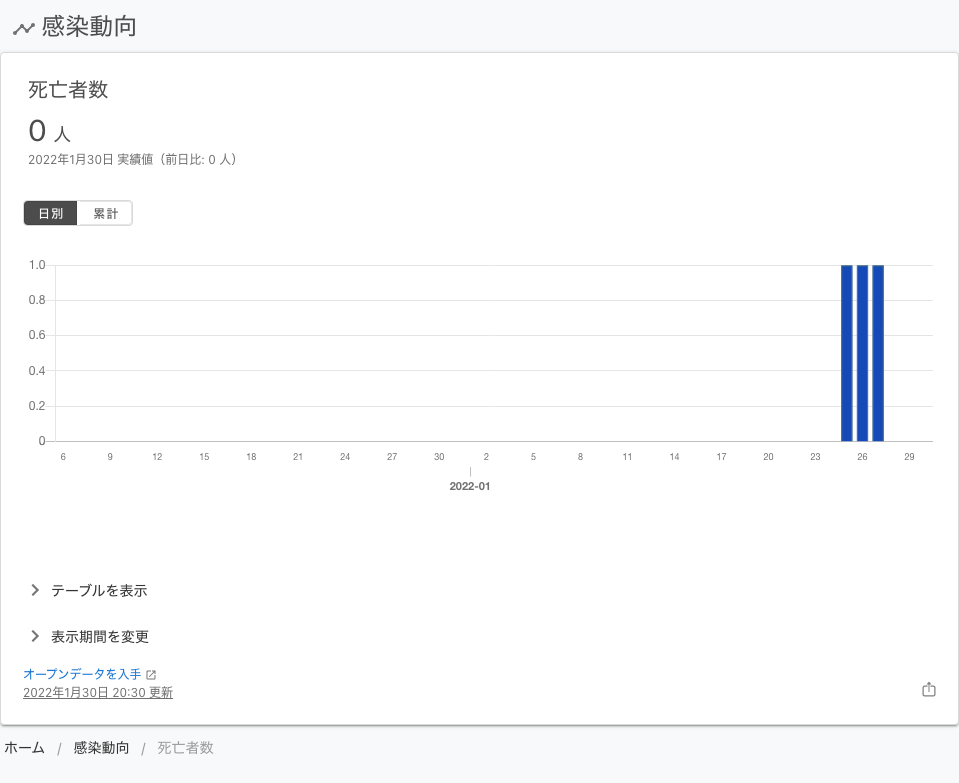 感染動向
死亡者数
0 人
2022年1月30日 実績値（前日比: 0 人）
日別 累計
1.0
0.8
0.6
0.4
0.2
0
6 9 12 15 18 21 24 27 30 2 5 8 11 14 17 20 23 26 29
2022-01
テーブルを表示
表示期間を変更
オープンデータを入手
2022年1月30日 20:30 更新
ホーム / 感染動向 / 死亡者数